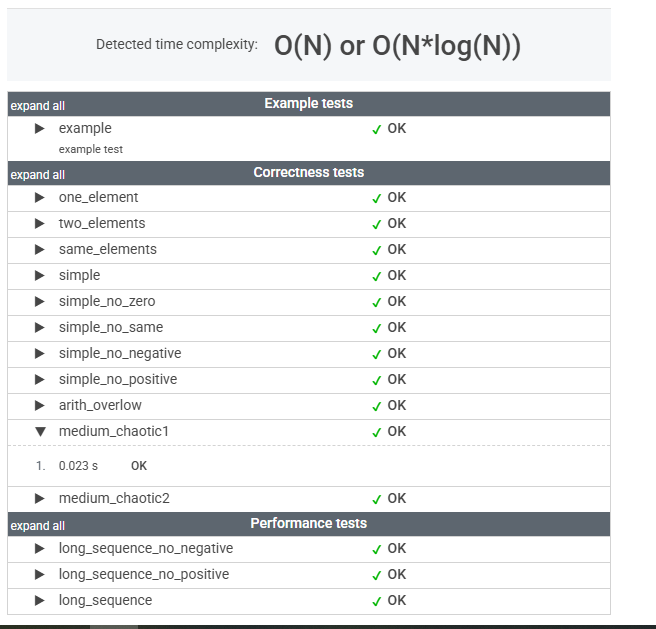 Detected time complexity: O(N) or O(N*log(N))
expand all Example tests
example OK
example test
expand all Correctness tests
one_element OK
two_elements OK
same_elements OK
simple OK
simple_no_zero OK
simple_no_same OK
simple_no_negative OK
simple_no_positive OK
arith_overlow OK
medium_chaotic1 OK
1. 0.023 s OK
medium_chaotic2 OK
expand all Performance tests
long_sequence_no_negative OK
long_sequence_no_positive OK
long_sequence OK